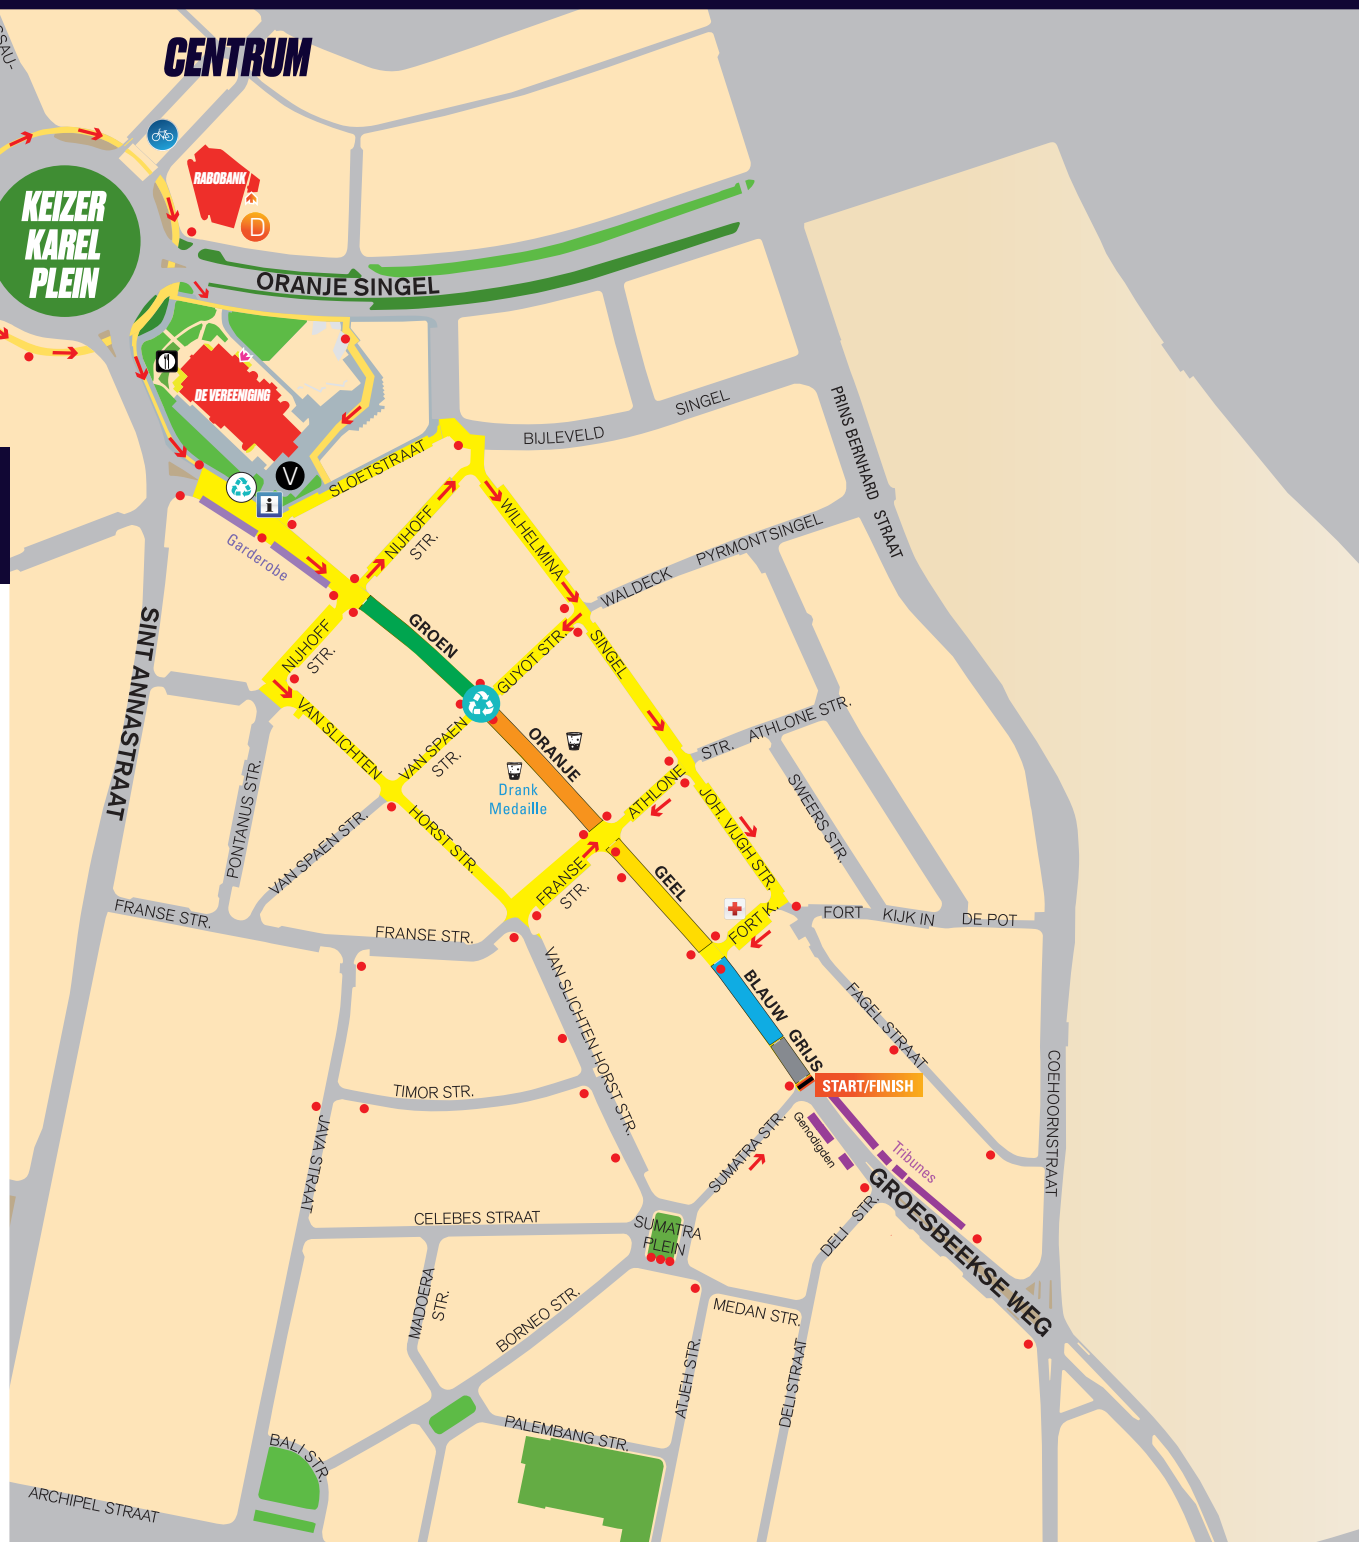 SSAU-
CENTRUM
RABOBANK
D
KEIZER
KAREL
PLEIN
ORANJE SINGEL
DE VEREENIGING
SINGEL
BIJLEVELD
PRINS BERNHARD STRAAT
SLOETSTRAAT
V
i
Garderobe
NIJHOFF
STR.
WILHELMINA
SINGEL
WALDECK PYRMONTSINGEL
GROEN
GUYOT STR.
NIJHOFF
STR.
SINT ANNASTRAAT
VAN SLICHTEN
HORST STR.
VAN SPAEN
STR.
ORANJE
Drank
Medaille
STR. ATHLONE STR.
ATHLONE
JOH. VIJGH STR.
SWEERS STR.
PONTANUS STR.
VAN SPAEN STR.
FRANSE
STR.
GEEL
FORT K.
FORT KIJK IN DE POT
FRANSE STR.
FRANSE STR.
VAN SLICHTEN HORST STR.
BLAUW
GRIJS
FAGEL STRAAT
START/FINISH
COEHOORNSTRAAT
TIMOR STR.
JAVA STRAAT
SUMATRA STR.
Genodigden
Tribunes
GROESBEEKSE WEG
DELI STR.
CELEBES STRAAT
SUMATRA
PLEIN
MADOERA
STR.
BORNEO STR.
MEDAN STR.
ATJEH STR.
DELI STRAAT
PALEMBANG STR.
BALI STR.
ARCHIPEL STRAAT